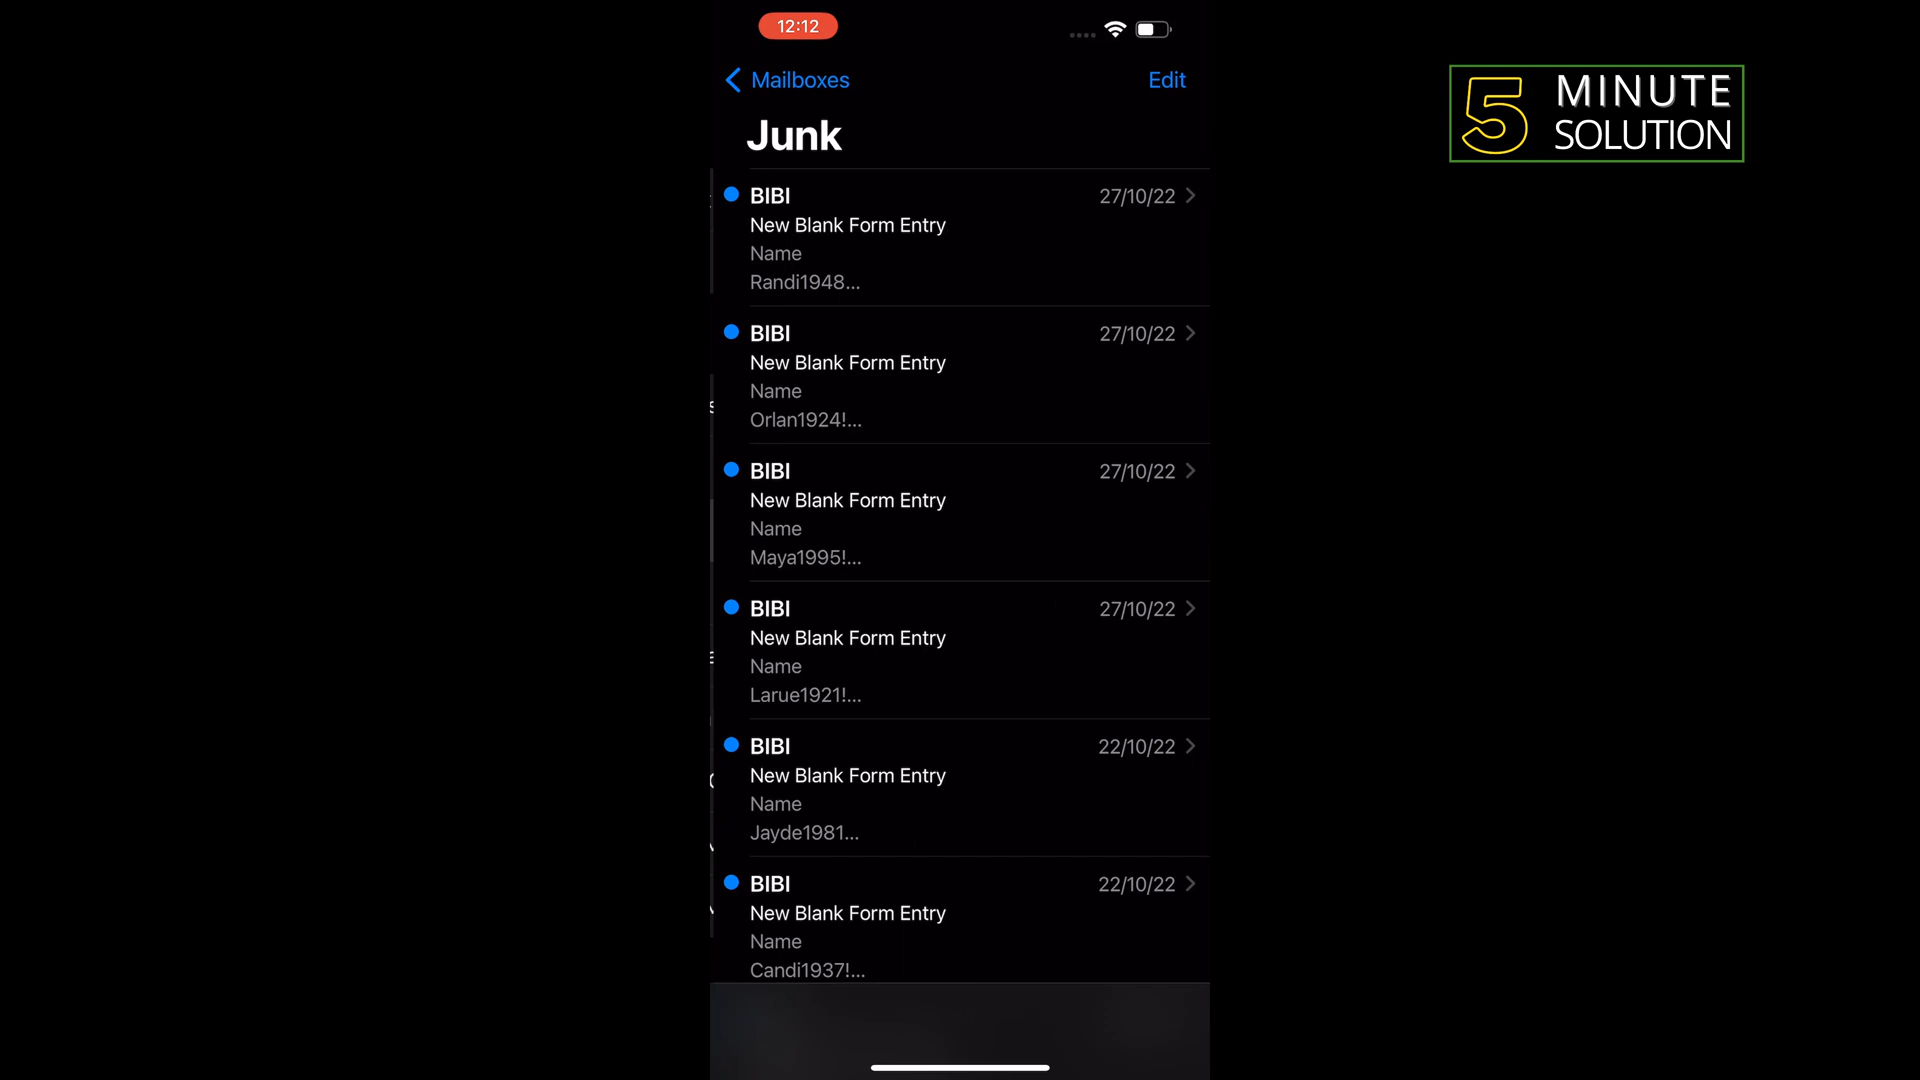 12:12
Mailboxes
Edit
Junk
BIBI 27/10/22
New Blank Form Entry
Name
Randi1948...
BIBI 27/10/22
New Blank Form Entry
Name
Orlan1924!...
BIBI 27/10/22
New Blank Form Entry
Name
Maya1995!...
BIBI 27/10/22
New Blank Form Entry
Name
Larue1921!...
BIBI 22/10/22
New Blank Form Entry
Name
Jayde1981...
BIBI 22/10/22
New Blank Form Entry
Name
Candi1937!...
5 MINUTE
SOLUTION